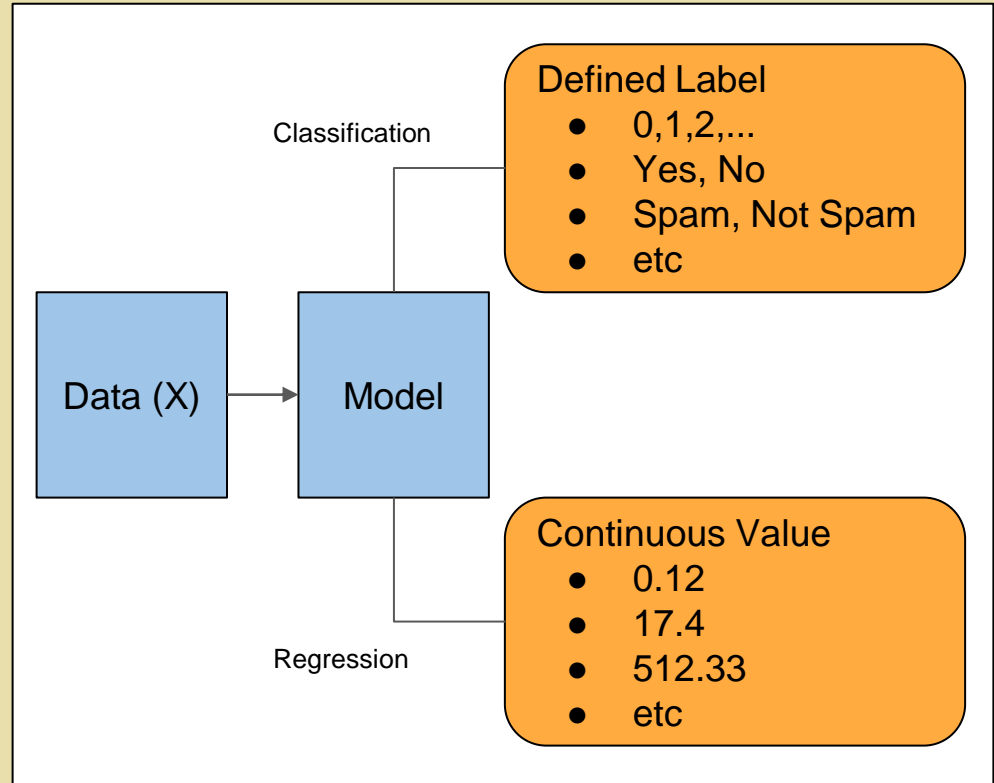 Defined Label
● 0,1,2,...
● Yes, No
● Spam, Not Spam
● etc
Classification
Data (X)
Model
Continuous Value
● 0.12
● 17.4
● 512.33
● etc
Regression